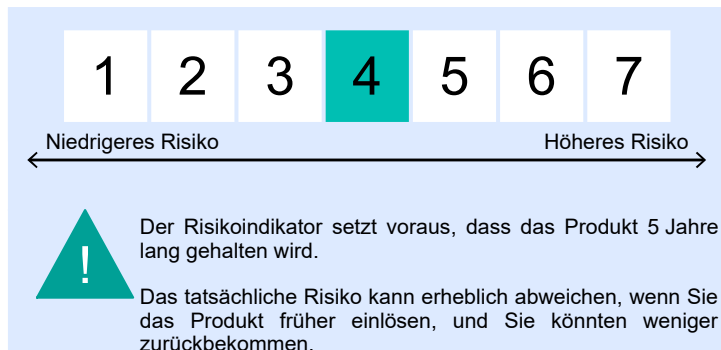 1 2 3 4 5 6 7
Niedrigeres Risiko Höheres Risiko
!
Der Risikoindikator setzt voraus, dass das Produkt 5 Jahre
lang gehalten wird.
Das tatsächliche Risiko kann erheblich abweichen, wenn Sie
das Produkt früher einlösen, und Sie könnten weniger
zurückbekommen.